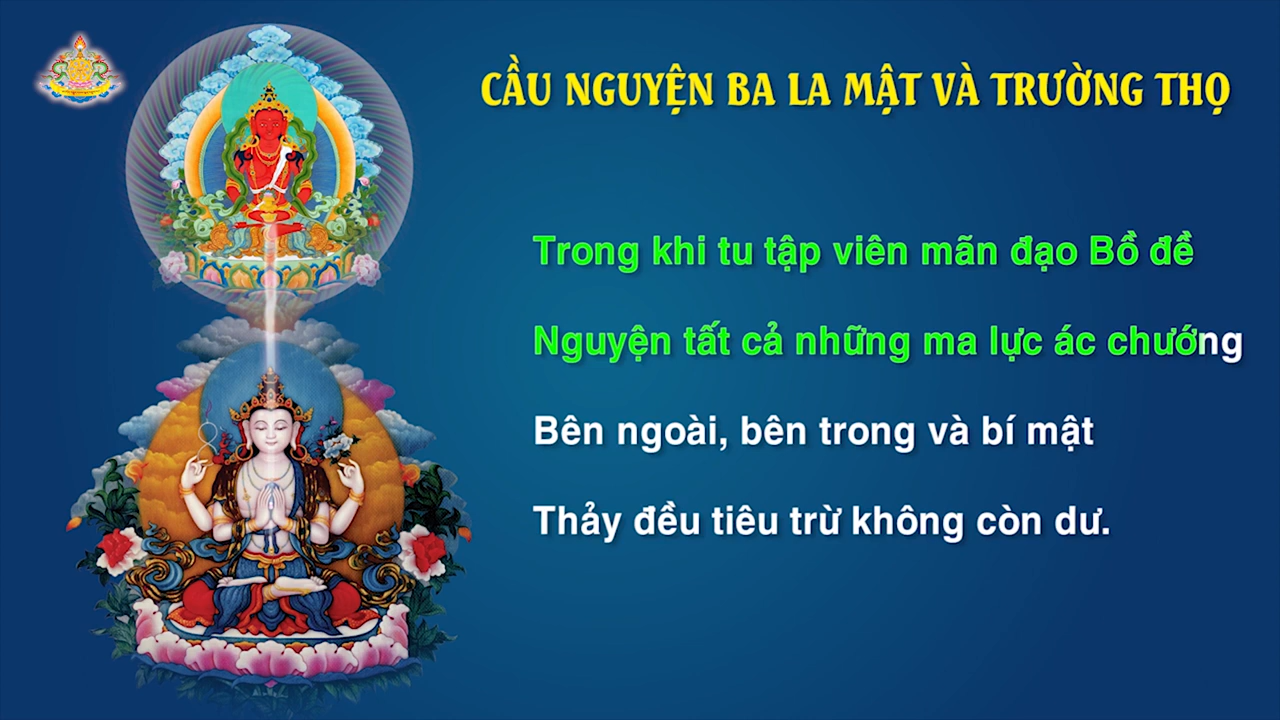 CẦU NGUYỆN BA LA MẬT VÀ TRƯỜNG THỌ
Trong khi tu tập viên mãn đạo Bồ đề
Nguyện tất cả những ma lực ác chướng
Bên ngoài, bên trong và bí mật
Thảy đều tiêu trừ không còn dư.